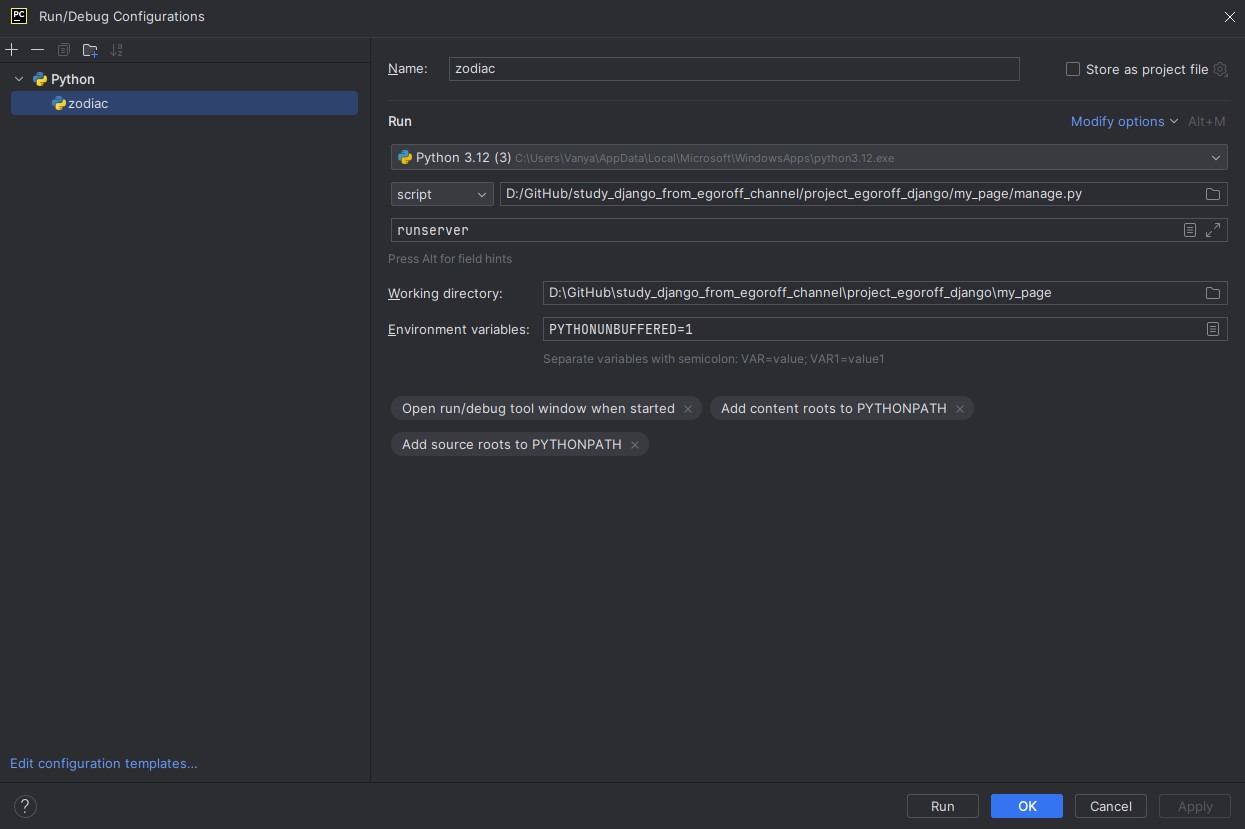 PC Run/Debug Configurations
Python
zodiac
Edit configuration templates...
Name: zodiac Store as project file
Run Modify options Alt+M
Python 3.12 (3) C:\Users\Vanya\AppData\Local\Microsoft\WindowsApps\python3.12.exe
script D:/GitHub/study_django_from_egoroff_channel/project_egoroff_django/my_page/manage.py
runserver
Press Alt for field hints
Working directory: D:\GitHub\study_django_from_egoroff_channel\project_egoroff_django\my_page
Environment variables: PYTHONUNBUFFERED=1
Separate variables with semicolon: VAR=value; VAR1=value1
Open run/debug tool window when started × Add content roots to PYTHONPATH ×
Add source roots to PYTHONPATH ×
? Run OK Cancel Apply